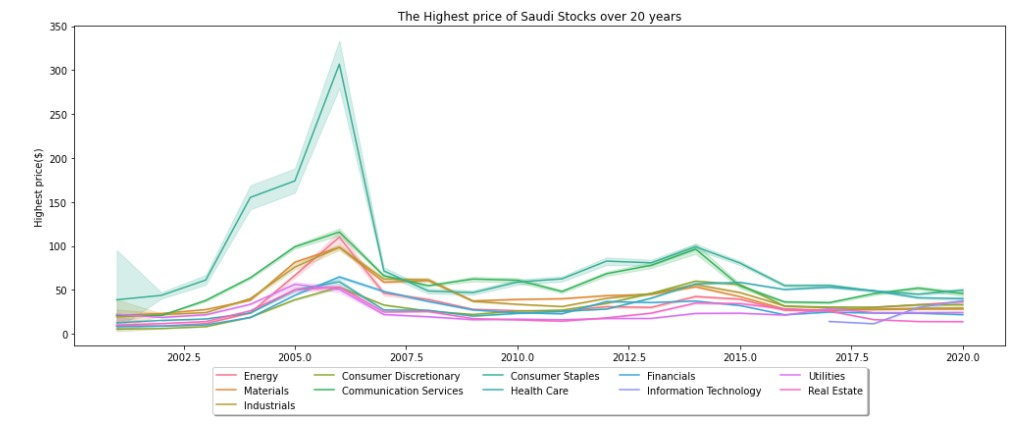 The Highest price of Saudi Stocks over 20 years
Highest price($)
350
300
250
200
150
100
50
0
2002.5 2005.0 2007.5 2010.0 2012.5 2015.0 2017.5 2020.0
Energy Consumer Discretionary Consumer Staples Financials Utilities
Materials Communication Services Health Care Information Technology Real Estate
Industrials